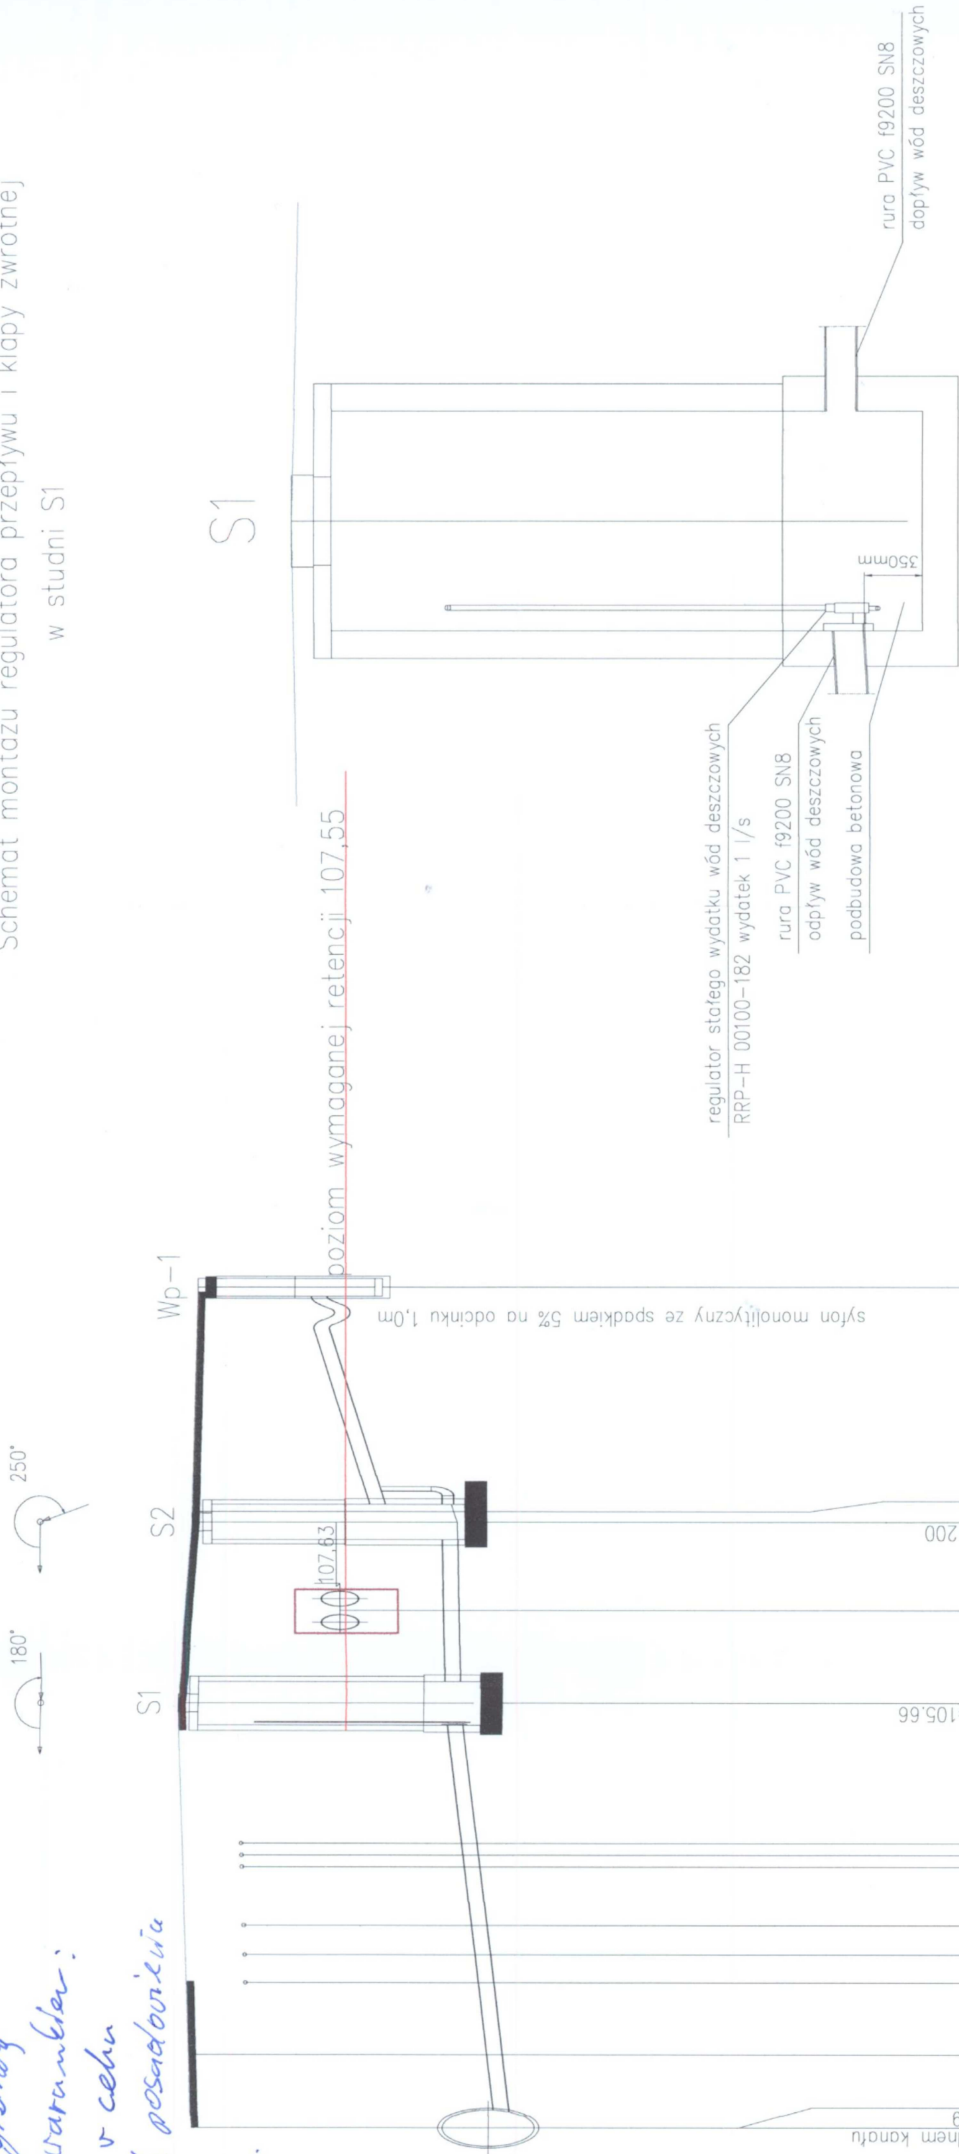 Schemat montażu regulatora przepływu i klapy zwrotnej
w studni S1
S1
rura PVC f9200 SN8
dopływ wód deszczowych
350mm
regulator stałego wydatku wód deszczowych
RRP-H 00100-182 wydatek 1 l/s
rura PVC f9200 SN8
odpływ wód deszczowych
podbudowa betonowa
poziom wymaganej retencji 107,55
Wp-1
syfon monolityczny ze spadkiem 5% na odcinku 1,0m
250°
180°
S2
107,63
S1
200
105.66
kanału
warunkiem:
w celu
posadowienia